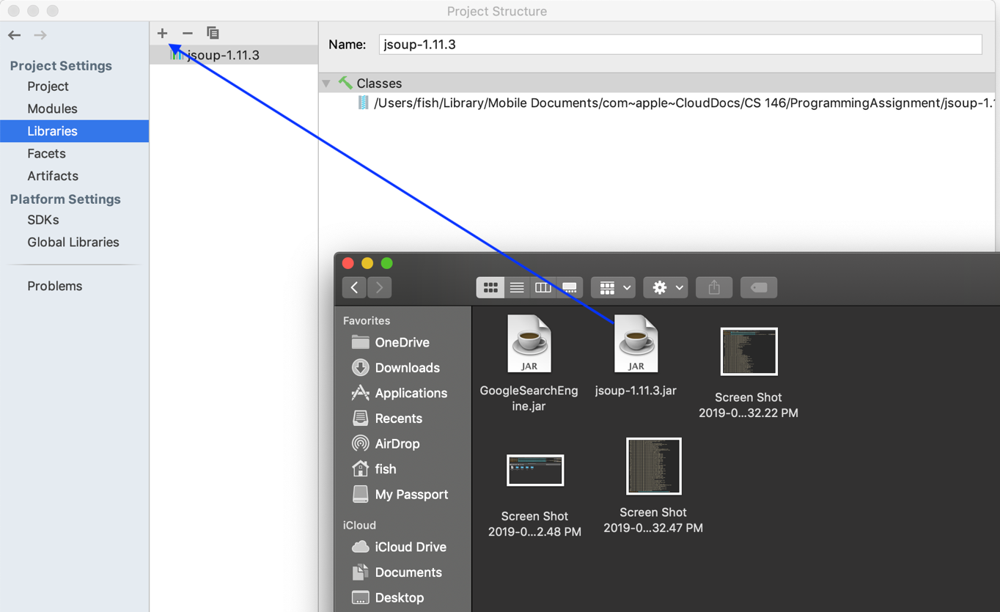 Project Structure
Project Settings
Project
Modules
Libraries
Facets
Artifacts
Platform Settings
SDKs
Global Libraries
Problems
jsoup-1.11.3
Name:
jsoup-1.11.3
Classes
/Users/fish/Library/Mobile Documents/com~apple~CloudDocs/CS 146/ProgrammingAssignment/jsoup-1.1
Favorites
OneDrive
Downloads
Applications
Recents
AirDrop
fish
My Passport
iCloud
iCloud Drive
Documents
Desktop
JAR
GoogleSearchEng
ine.jar
JAR
jsoup-1.11.3.jar
Screen Shot
2019-0...32.22 PM
Screen Shot
2019-0...2.48 PM
Screen Shot
2019-0...32.47 PM